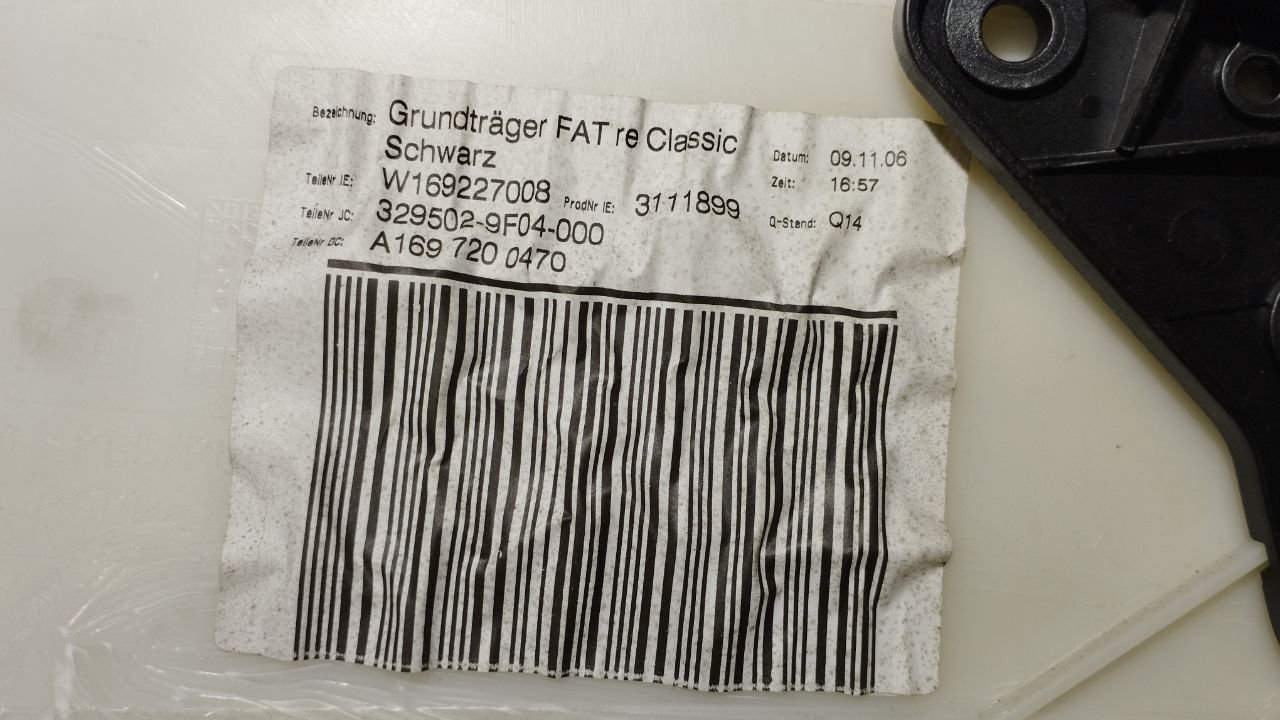 Bezeichnung: Grundträger FAT re Classic
Schwarz
Datum: 09.11.06
TeileNr IE: W169227008 ProdNr IE: 3111899
Zeit: 16:57
TeileNr JC: 329502-9F04-000
Q-Stand: Q14
TeileNr DC: A169 720 0470